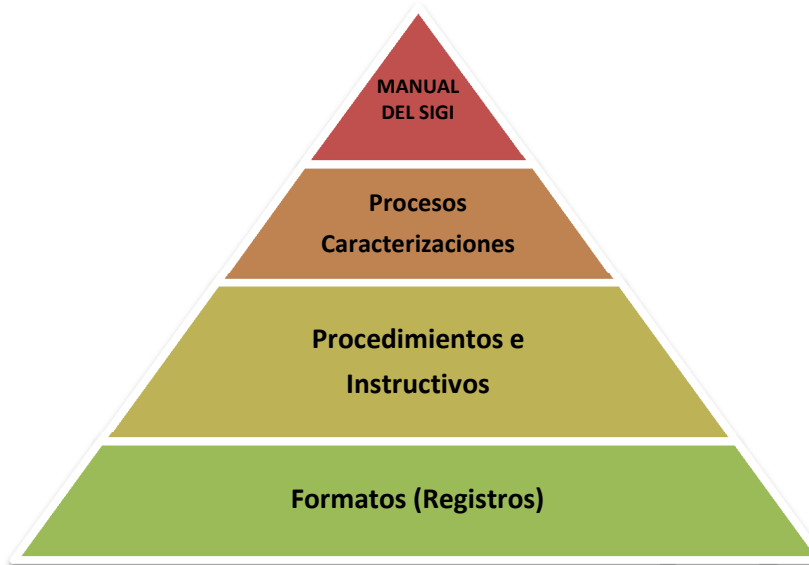 MANUAL
DEL SIGI
Procesos
Caracterizaciones
Procedimientos e
Instructivos
Formatos (Registros)